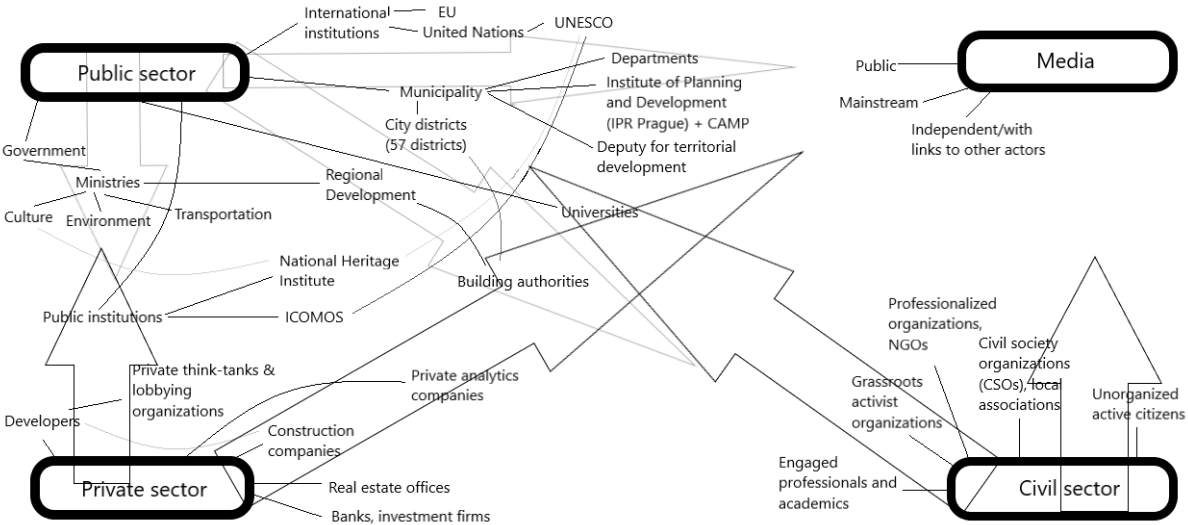 International
institutions
EU
United Nations
UNESCO
Public sector
Media
Public
Mainstream
Independent/with
links to other actors
Departments
Municipality
Institute of Planning
and Development
(IPR Prague) + CAMP
City districts
(57 districts)
Deputy for territorial
development
Government
Ministries
Regional
Development
Culture
Environment
Transportation
Universities
National Heritage
Institute
Building authorities
Public institutions
ICOMOS
Professionalized
organizations,
NGOs
Civil society
organizations
(CSOs), local
associations
Private think-tanks &
lobbying
organizations
Private analytics
companies
Grassroots
activist
organizations
Unorganized
active citizens
Developers
Construction
companies
Engaged
professionals and
academics
Private sector
Real estate offices
Banks, investment firms
Civil sector